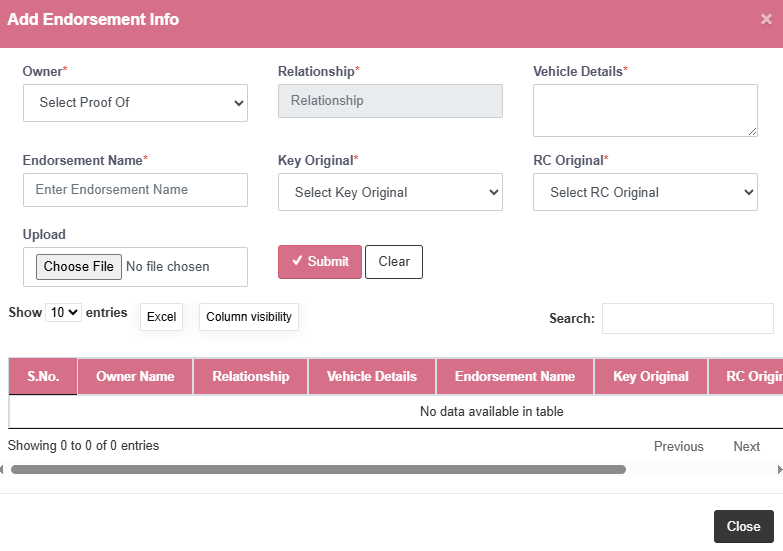 Add Endorsement Info ×
Owner* Relationship* Vehicle Details*
Select Proof Of Relationship
Endorsement Name* Key Original* RC Original*
Enter Endorsement Name Select Key Original Select RC Original
Upload
Choose File No file chosen ✓ Submit Clear
Show 10 entries Excel Column visibility Search:
S.No. Owner Name Relationship Vehicle Details Endorsement Name Key Original RC Origin
No data available in table
Showing 0 to 0 of 0 entries Previous Next
Close